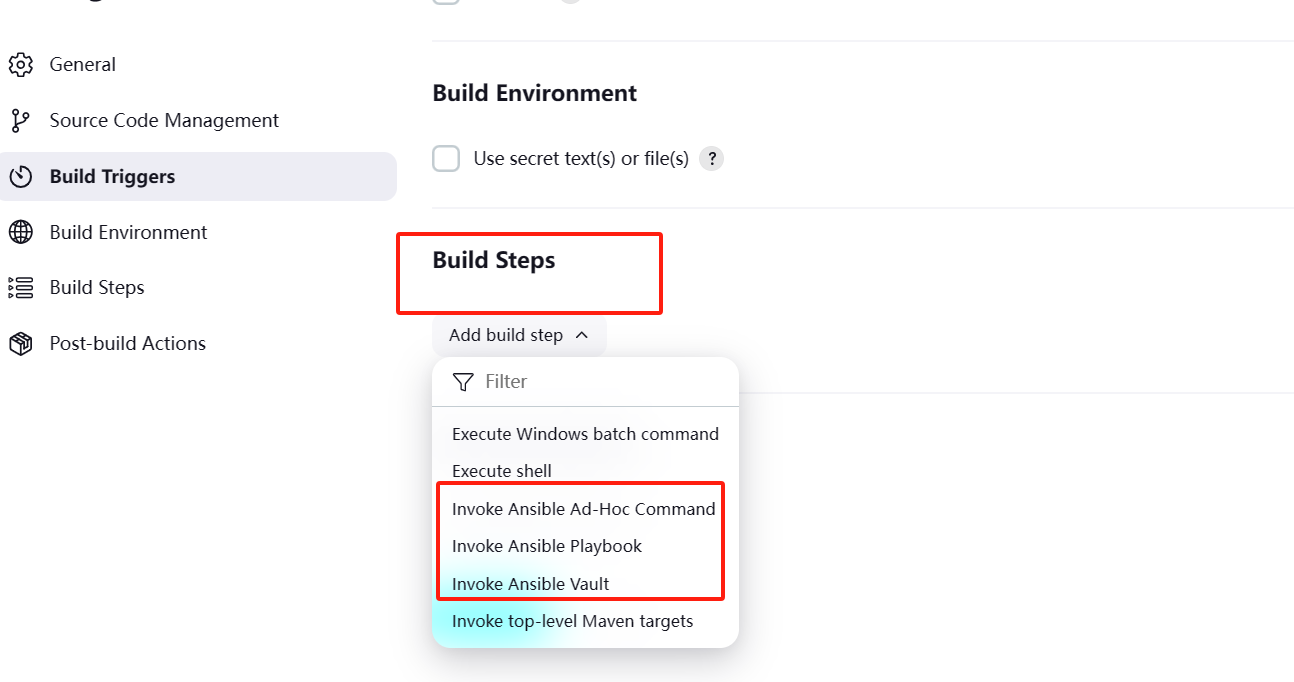 General
Source Code Management
Build Triggers
Build Environment
Build Steps
Post-build Actions
Build Environment
Use secret text(s) or file(s) ?
Build Steps
Add build step
Filter
Execute Windows batch command
Execute shell
Invoke Ansible Ad-Hoc Command
Invoke Ansible Playbook
Invoke Ansible Vault
Invoke top-level Maven targets